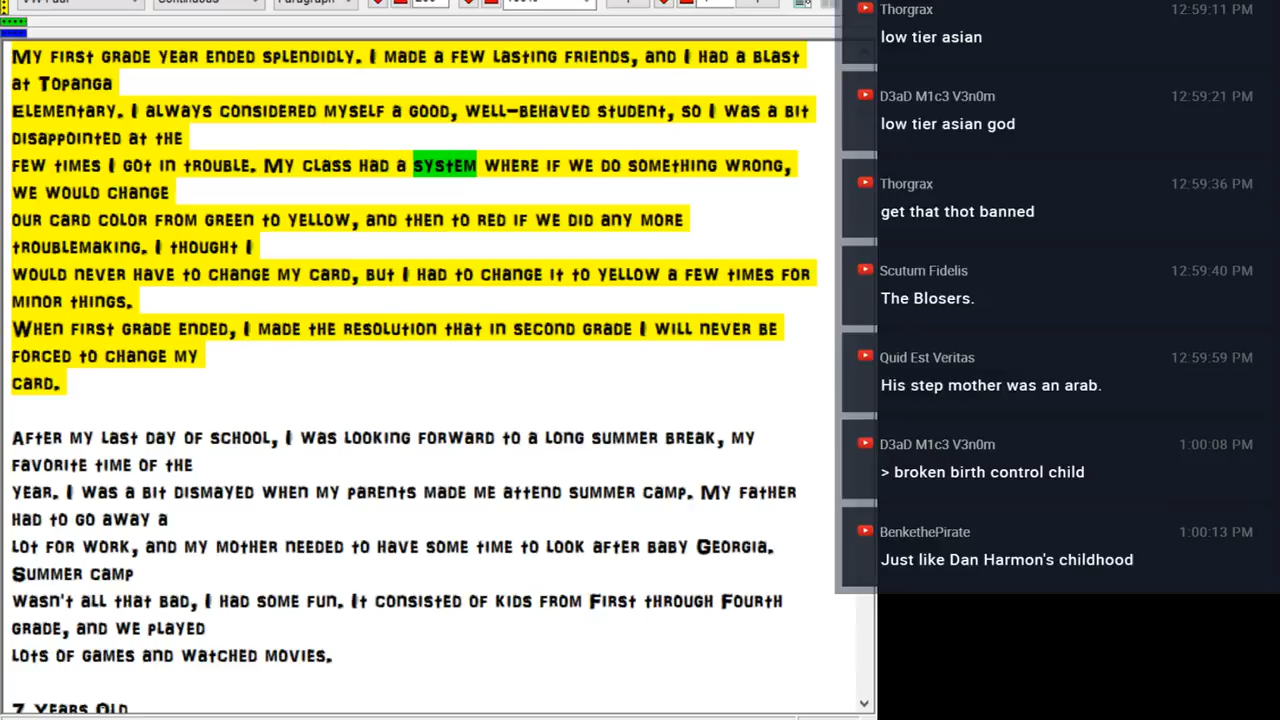 My first grade year ended splendidly. I made a few lasting friends, and I had a blast
at Topanga
Elementary. I always considered myself a good, well-behaved student, so I was a bit
disappointed at the
few times I got in trouble. My class had a system where if we do something wrong,
we would change
our card color from green to yellow, and then to red if we did any more
troublemaking. I thought I
would never have to change my card, but I had to change it to yellow a few times for
minor things.
When first grade ended, I made the resolution that in second grade I will never be
forced to change my
card.
After my last day of school, I was looking forward to a long summer break, my
favorite time of the
year. I was a bit dismayed when my parents made me attend summer camp. My father
had to go away a
lot for work, and my mother needed to have some time to look after baby Georgia.
Summer camp
wasn't all that bad, I had some fun. It consisted of kids from First through Fourth
grade, and we played
lots of games and watched movies.
7 Years Old
Thorgrax 12:59:11 PM
low tier asian
D3aD M1c3 V3n0m 12:59:21 PM
low tier asian god
Thorgrax 12:59:36 PM
get that thot banned
Scutum Fidelis 12:59:40 PM
The Blosers.
Quid Est Veritas 12:59:59 PM
His step mother was an arab.
D3aD M1c3 V3n0m 1:00:08 PM
> broken birth control child
BenkethePirate 1:00:13 PM
Just like Dan Harmon's childhood